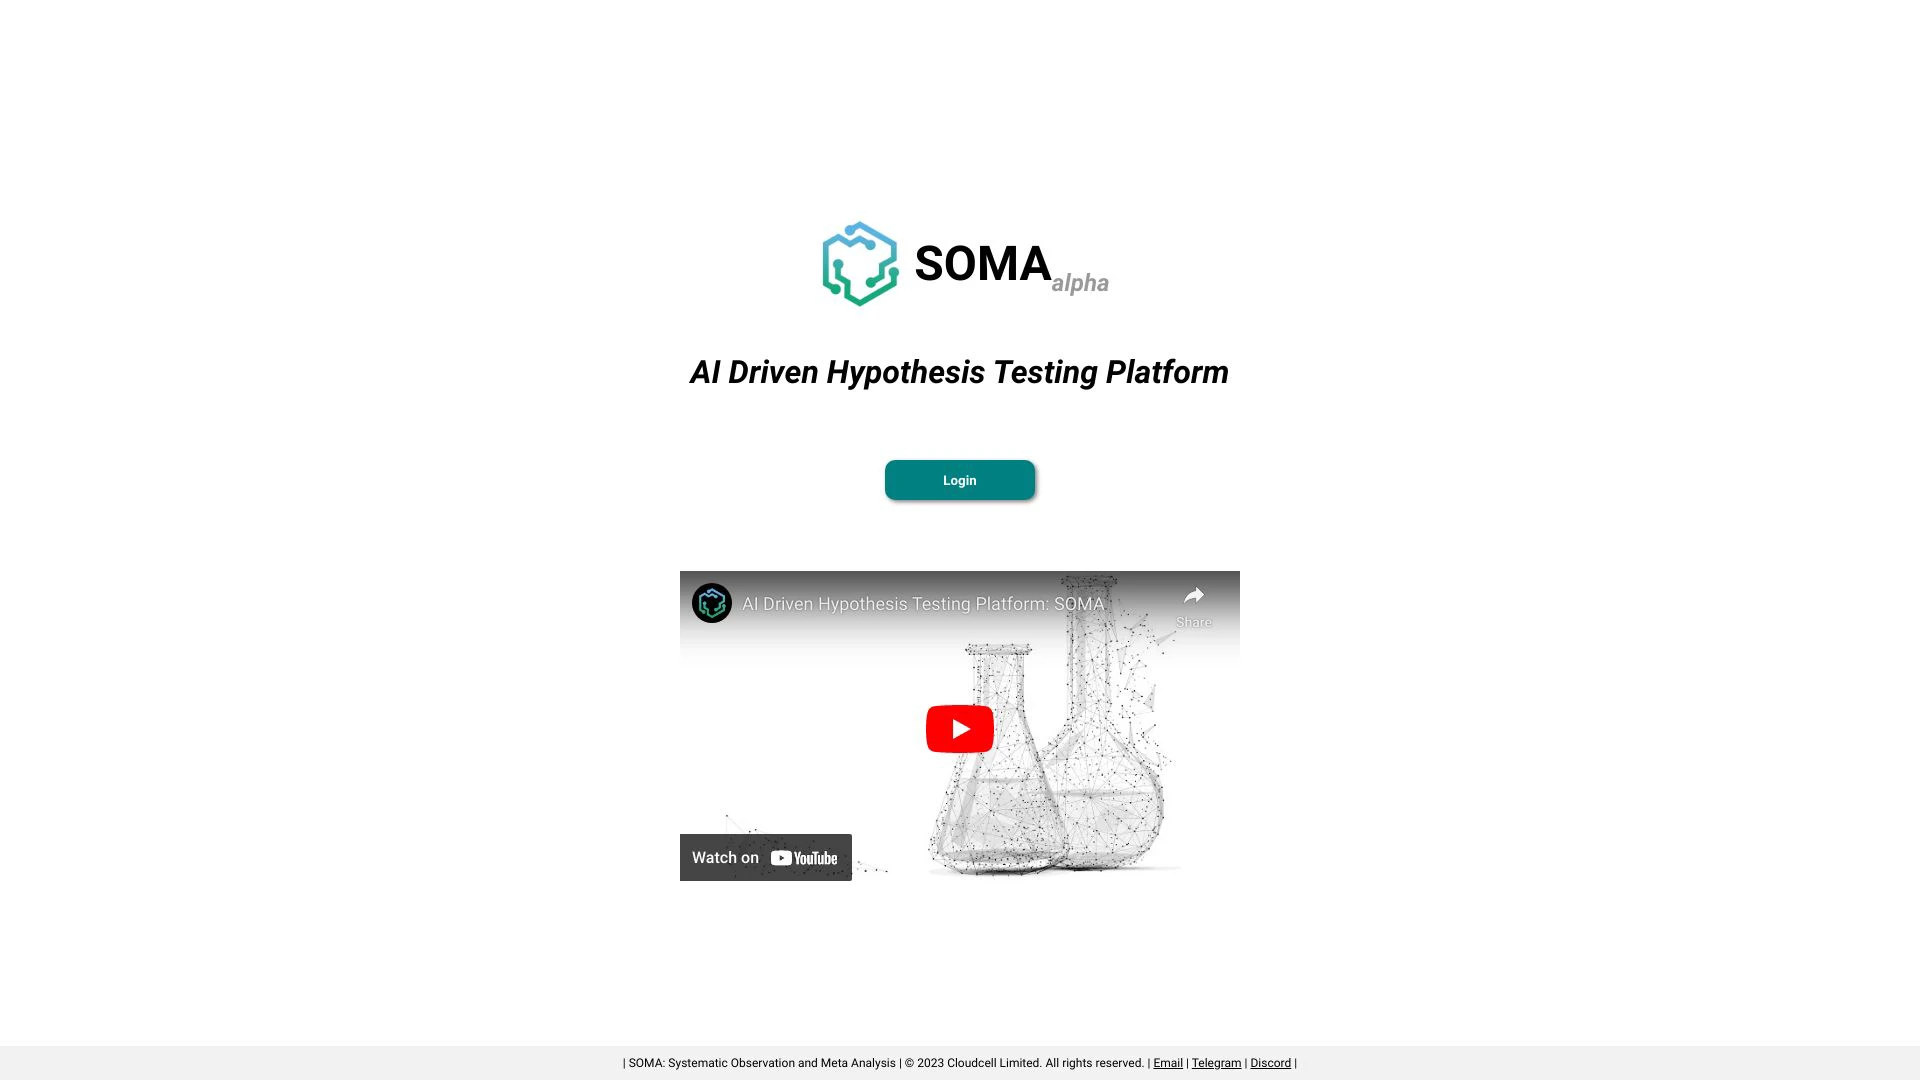 SOMA alpha
AI Driven Hypothesis Testing Platform
Login
AI Driven Hypothesis Testing Platform: SOMA
Share
Watch on YouTube
| SOMA: Systematic Observation and Meta Analysis | © 2023 Cloudcell Limited. All rights reserved. | Email | Telegram | Discord |